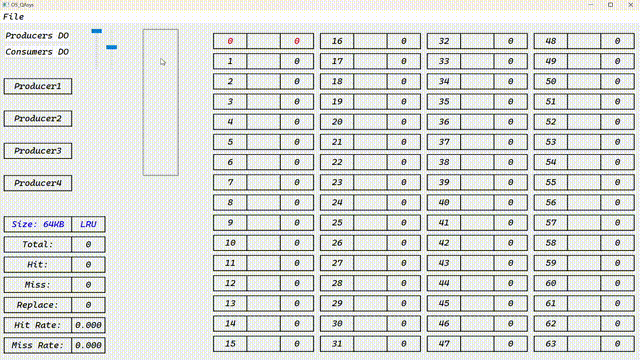 OS_QAsys
File
Producers DO
Consumers DO
Producer1
Producer2
Producer3
Producer4
Size: 64KB LRU
Total: 0
Hit: 0
Miss: 0
Replace: 0
Hit Rate: 0.000
Miss Rate: 0.000
0 0 16 0 32 0 48 0
1 0 17 0 33 0 49 0
2 0 18 0 34 0 50 0
3 0 19 0 35 0 51 0
4 0 20 0 36 0 52 0
5 0 21 0 37 0 53 0
6 0 22 0 38 0 54 0
7 0 23 0 39 0 55 0
8 0 24 0 40 0 56 0
9 0 25 0 41 0 57 0
10 0 26 0 42 0 58 0
11 0 27 0 43 0 59 0
12 0 28 0 44 0 60 0
13 0 29 0 45 0 61 0
14 0 30 0 46 0 62 0
15 0 31 0 47 0 63 0